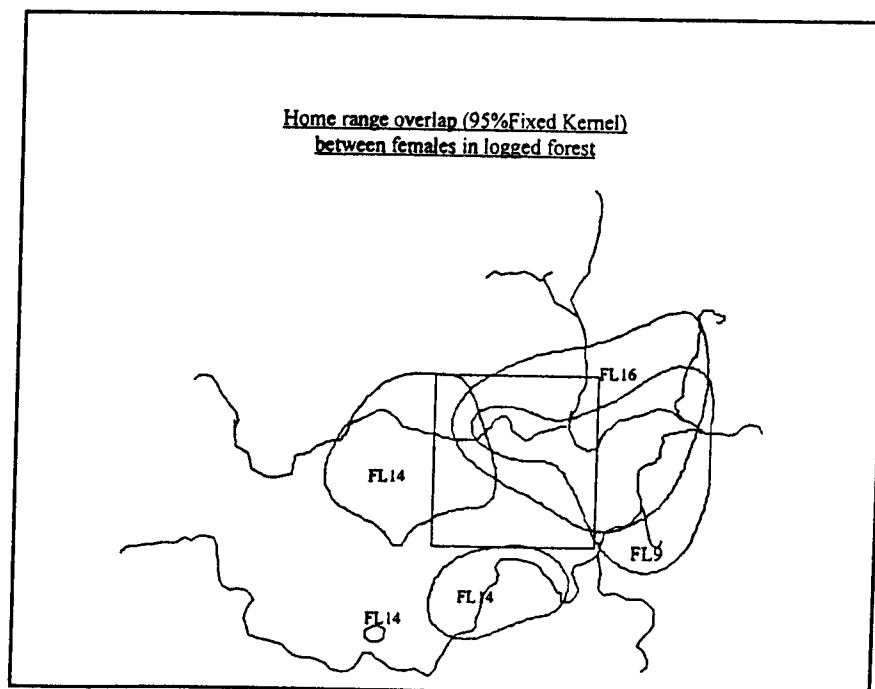 Home range overlap (95%Fixed Kernel)
between females in logged forest
FL16
FL14
FL9
FL14
FL14